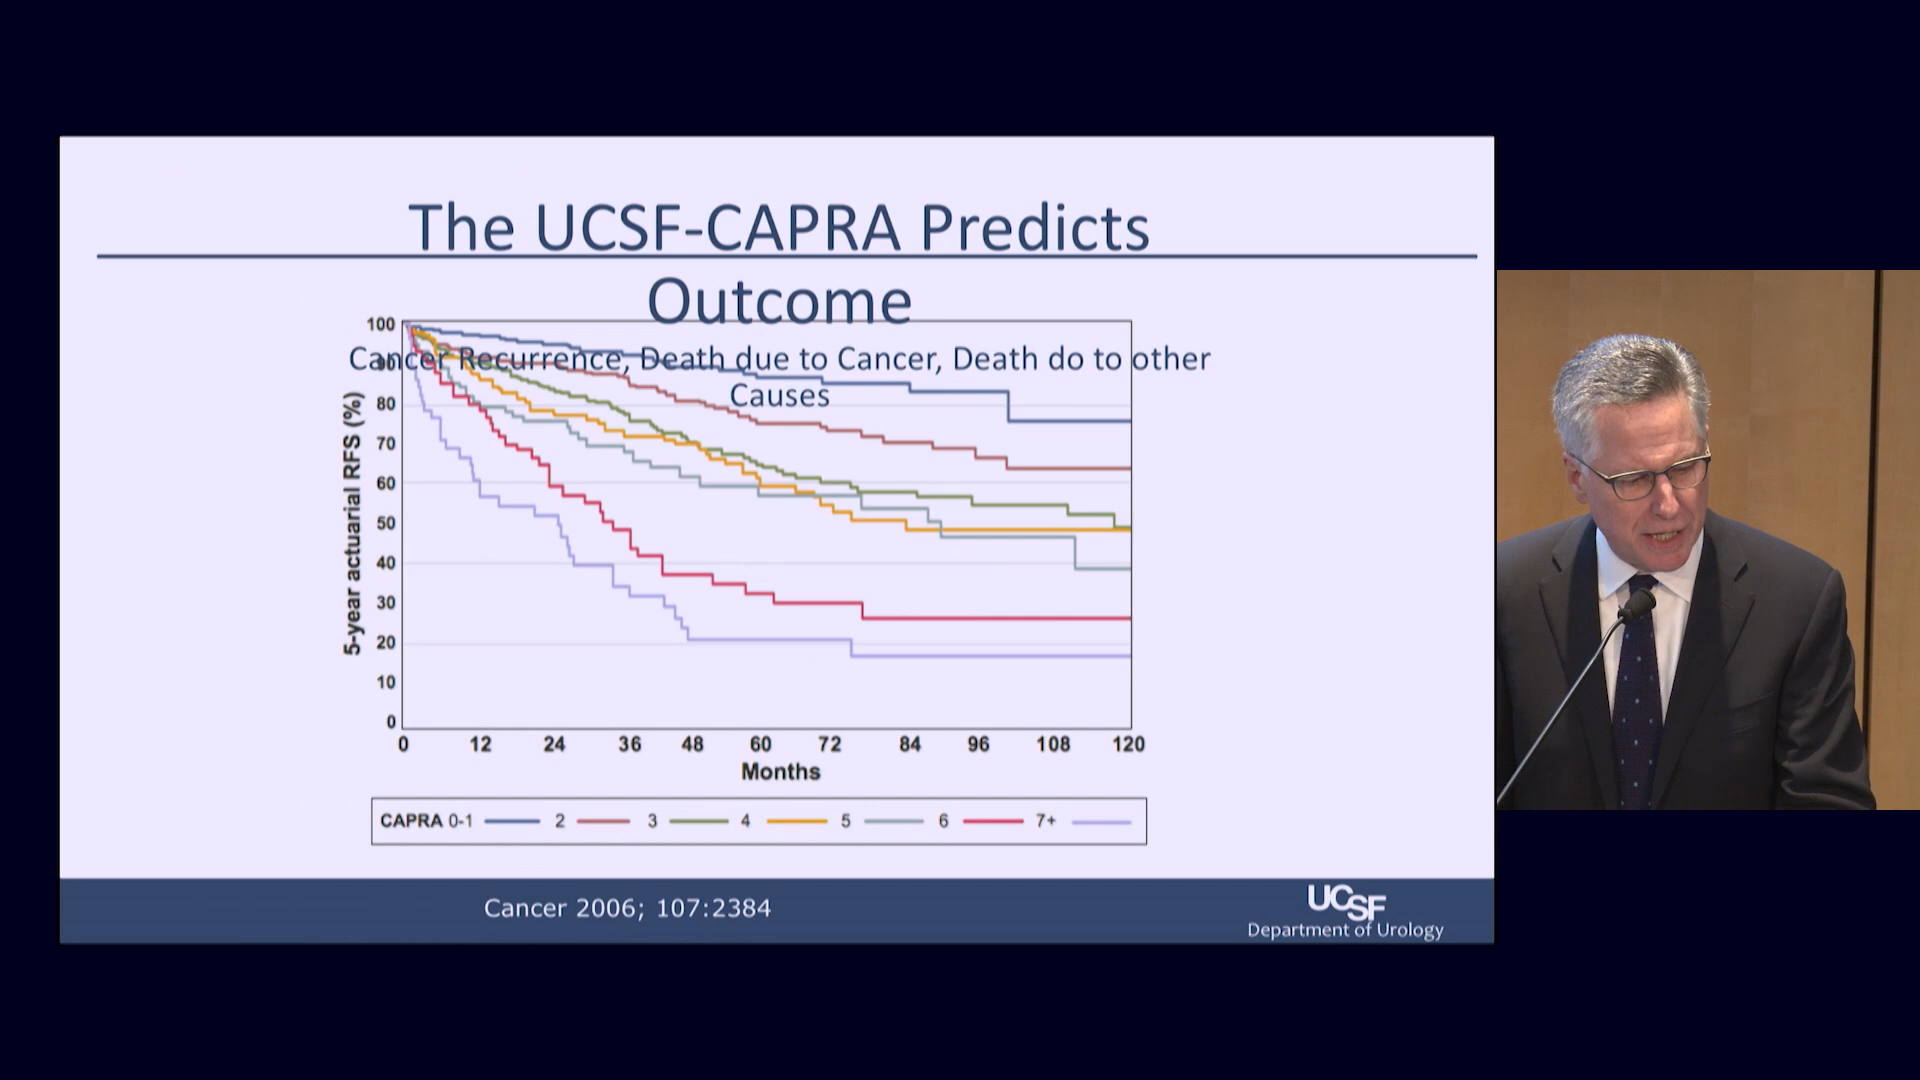 The UCSF-CAPRA Predicts
Outcome
Cancer Recurrence, Death due to Cancer, Death do to other
Causes
5-year actuarial RFS (%)
100
90
80
70
60
50
40
30
20
10
0
0 12 24 36 48 60 72 84 96 108 120
Months
CAPRA 0-1 2 3 4 5 6 7+
Cancer 2006; 107:2384
UCSF
Department of Urology